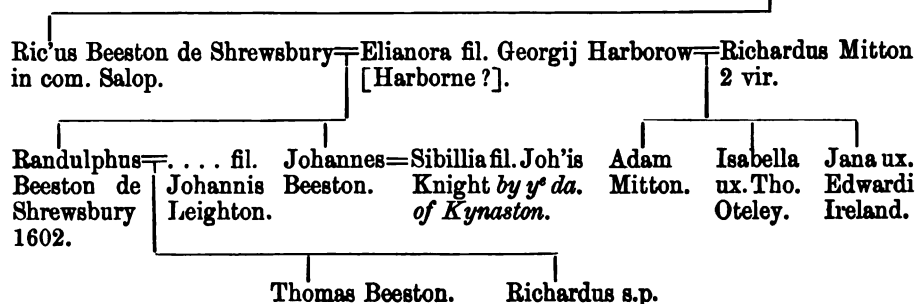 Ric'us Beeston de Shrewsbury=Elianora fil. Georgij Harborow=Richardus Mitton
in com. Salop. [Harborne?]. 2 vir.
Randulphus=. . . . fil. Johannes=Sibillia fil. Joh'is Adam Isabella Jana ux.
Beeston de Johannis Beeston. Knight by yᵉ da. Mitton. ux. Tho. Edwardi
Shrewsbury Leighton. of Kynaston. Oteley. Ireland.
1602.
Thomas Beeston. Richardus s.p.